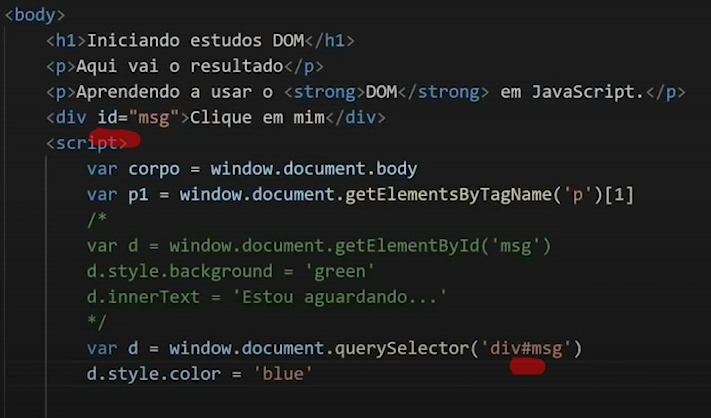 <body>
<h1>Iniciando estudos DOM</h1>
<p>Aqui vai o resultado</p>
<p>Aprendendo a usar o <strong>DOM</strong> em JavaScript.</p>
<div id="msg">Clique em mim</div>
<script>
var corpo = window.document.body
var p1 = window.document.getElementsByTagName('p')[1]
/*
var d = window.document.getElementById('msg')
d.style.background = 'green'
d.innerText = 'Estou aguardando...'
*/
var d = window.document.querySelector('div#msg')
d.style.color = 'blue'